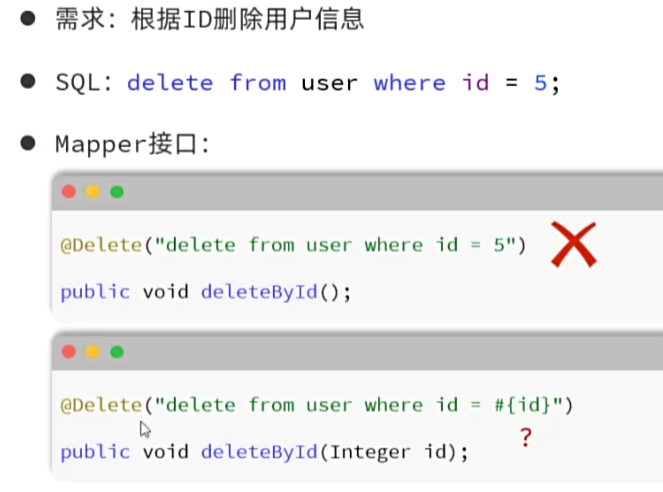 ● 需求：根据ID删除用户信息
● SQL：delete from user where id = 5;
● Mapper接口：
@Delete("delete from user where id = 5")
public void deleteById();
@Delete("delete from user where id = #{id}")
?
public void deleteById(Integer id);